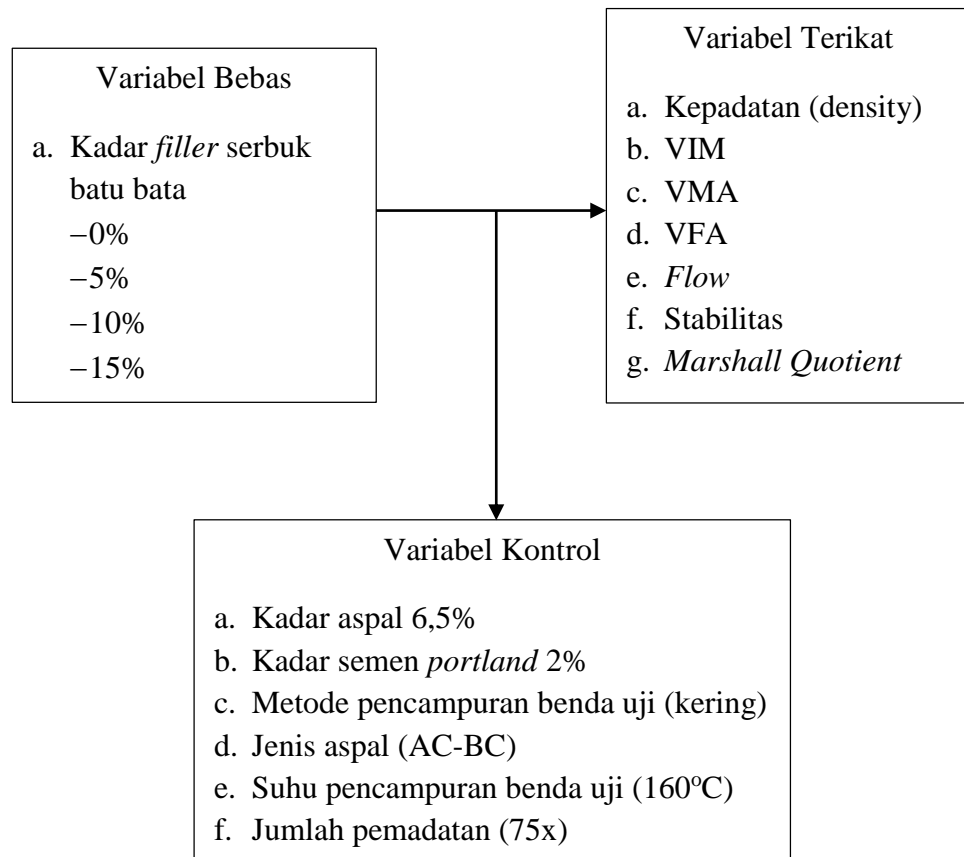 Variabel Bebas
a. Kadar filler serbuk
batu bata
–0%
–5%
–10%
–15%
Variabel Terikat
a. Kepadatan (density)
b. VIM
c. VMA
d. VFA
e. Flow
f. Stabilitas
g. Marshall Quotient
Variabel Kontrol
a. Kadar aspal 6,5%
b. Kadar semen portland 2%
c. Metode pencampuran benda uji (kering)
d. Jenis aspal (AC-BC)
e. Suhu pencampuran benda uji (160°C)
f. Jumlah pemadatan (75x)